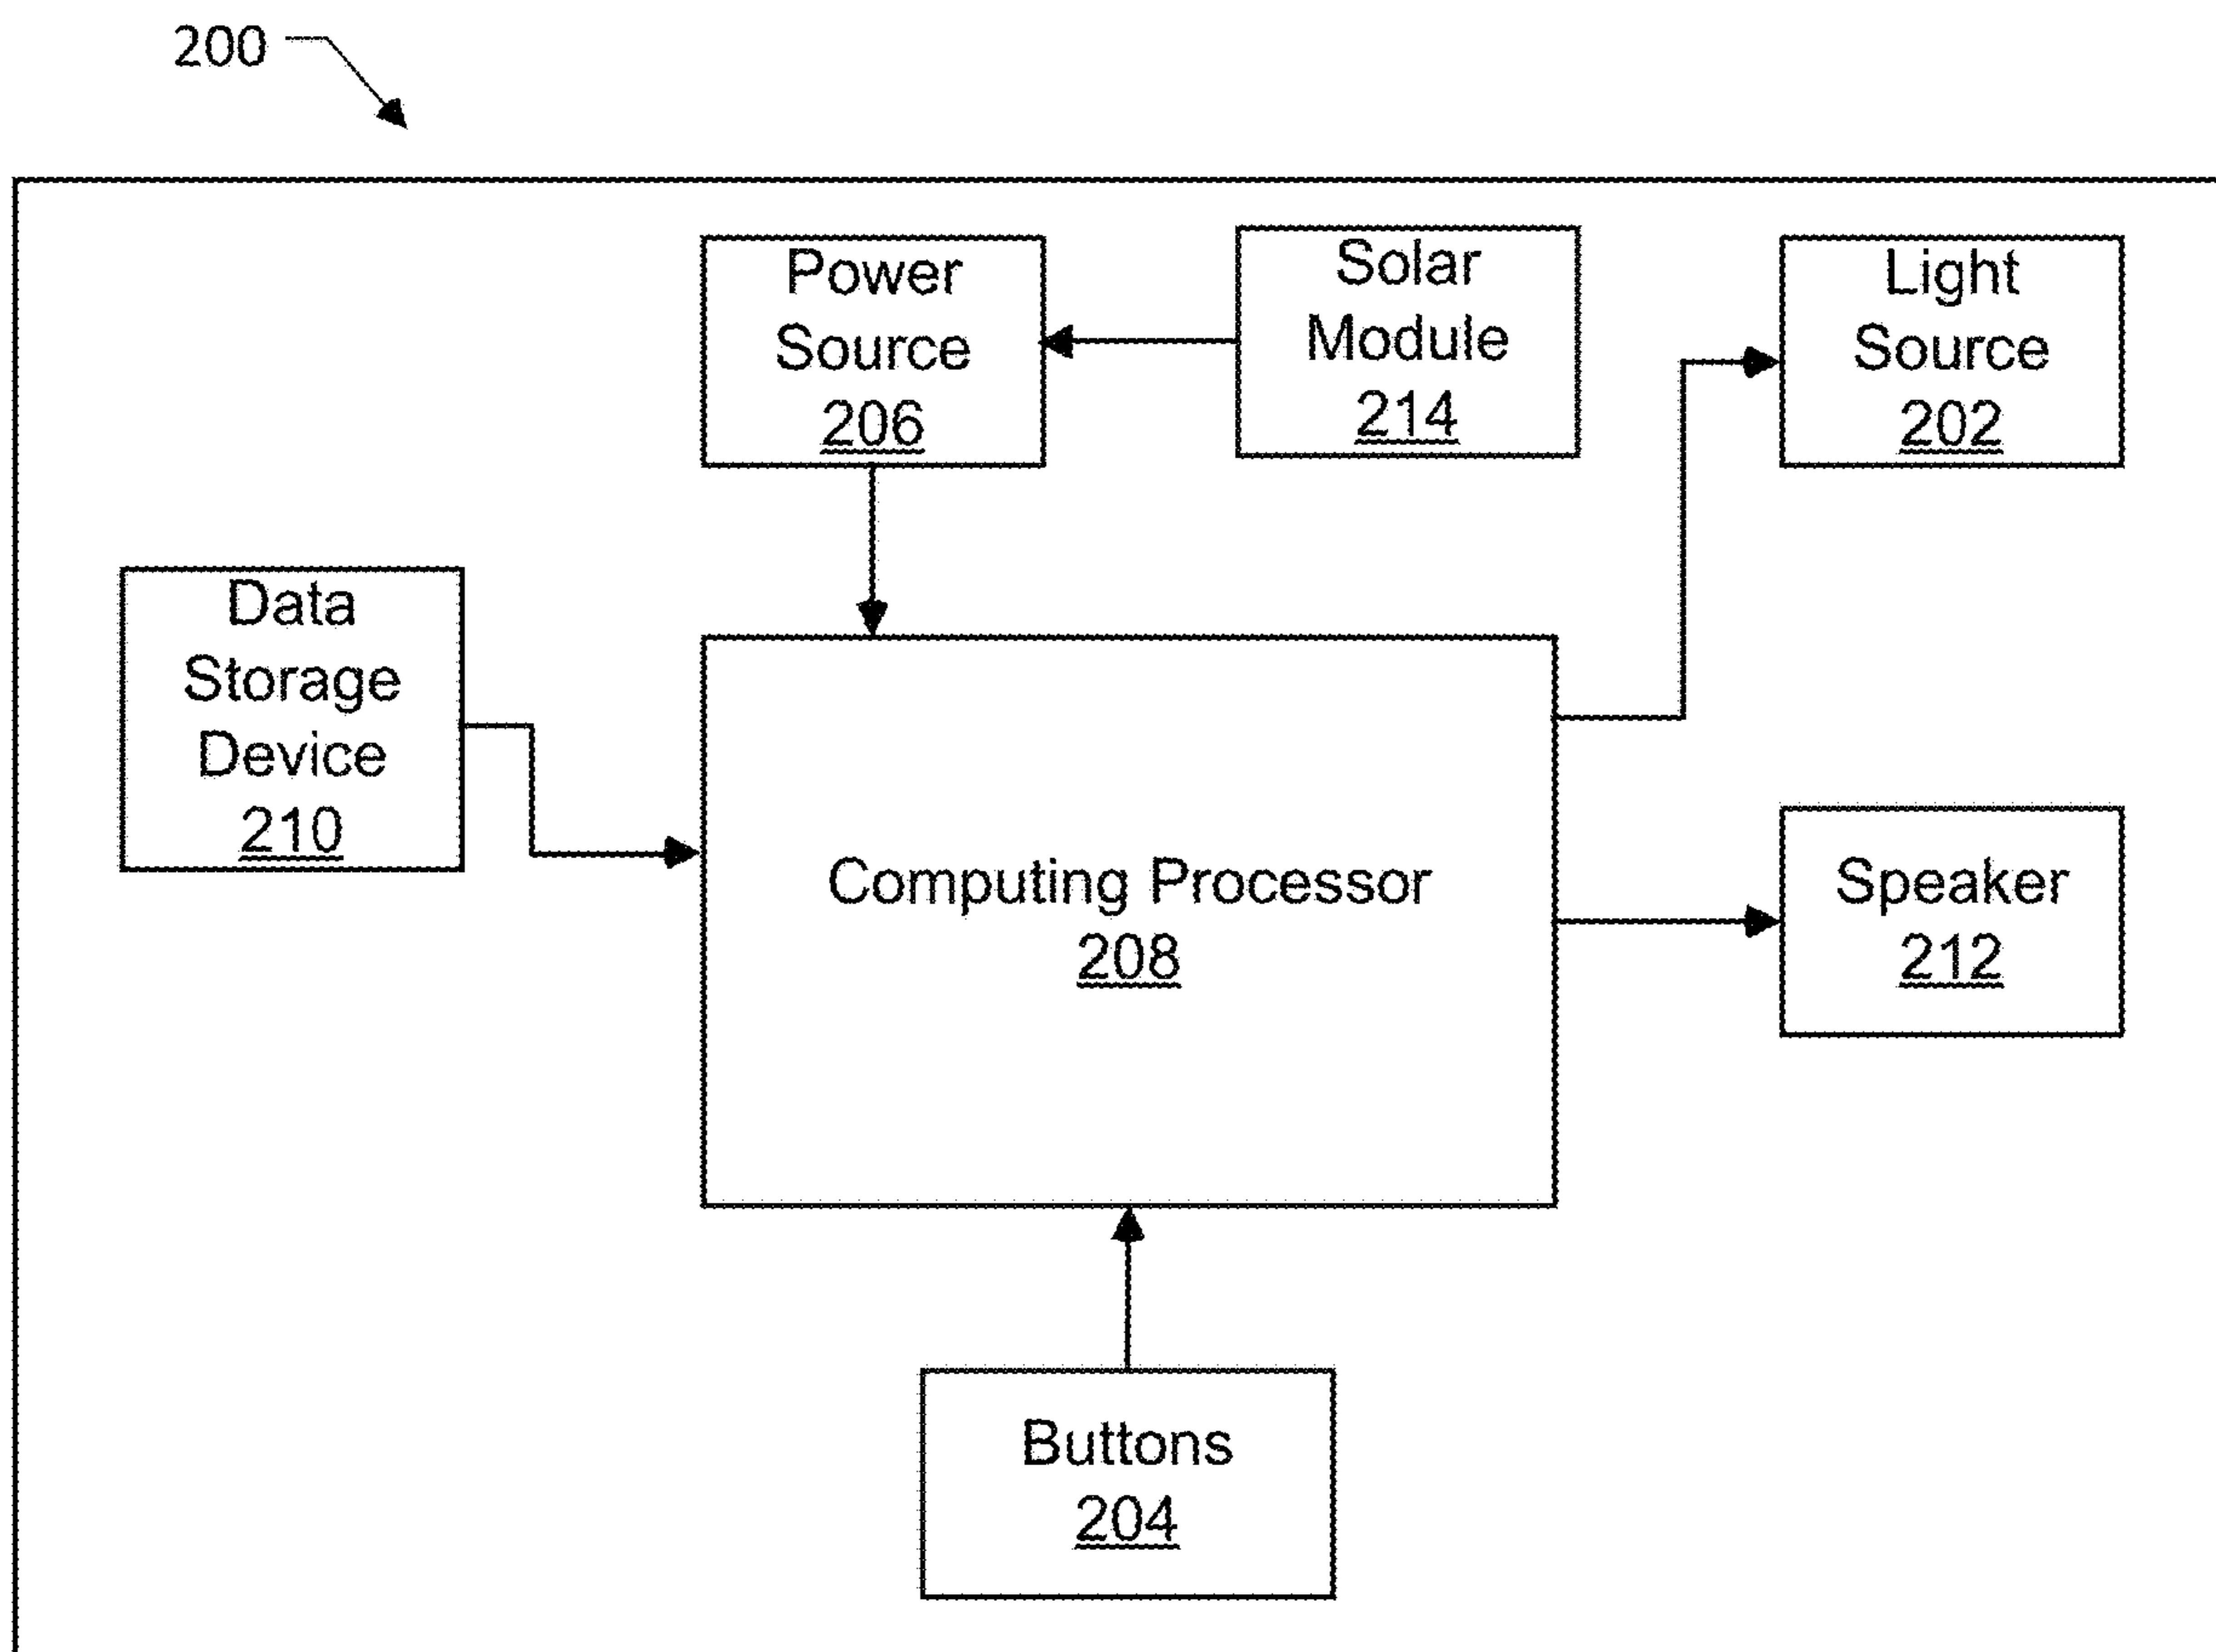 200
Power
Source
206
Solar
Module
214
Light
Source
202
Data
Storage
Device
210
Computing Processor
208
Speaker
212
Buttons
204